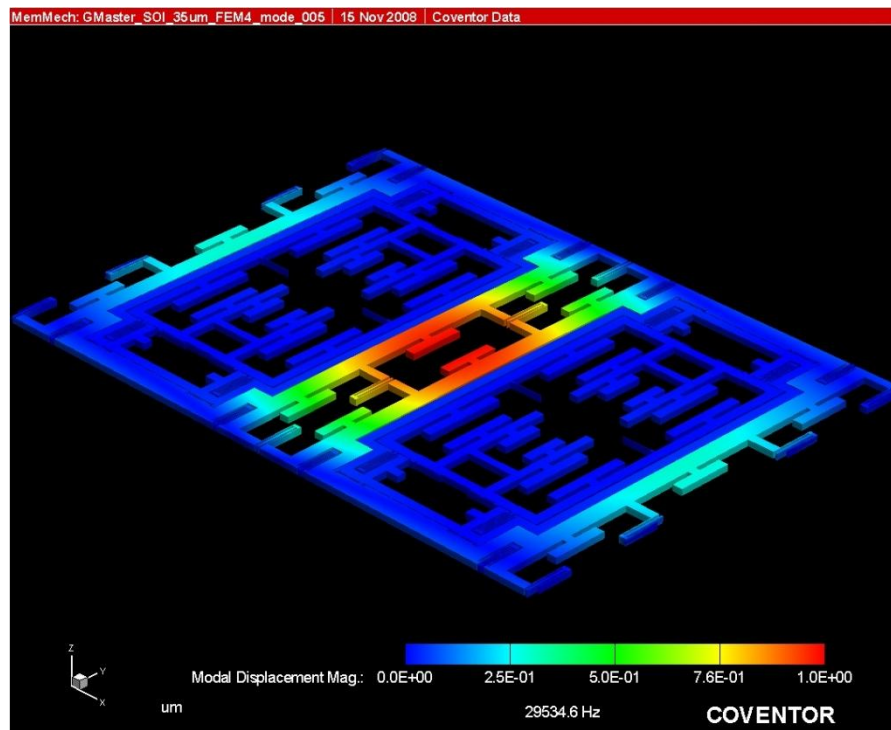 MemMech: GMaster_SOI_35um_FEM4_mode_005 | 15 Nov 2008 | Coventor Data
Z
Y
X
Modal Displacement Mag.: 0.0E+00 2.5E-01 5.0E-01 7.6E-01 1.0E+00
um
29534.6 Hz
COVENTOR